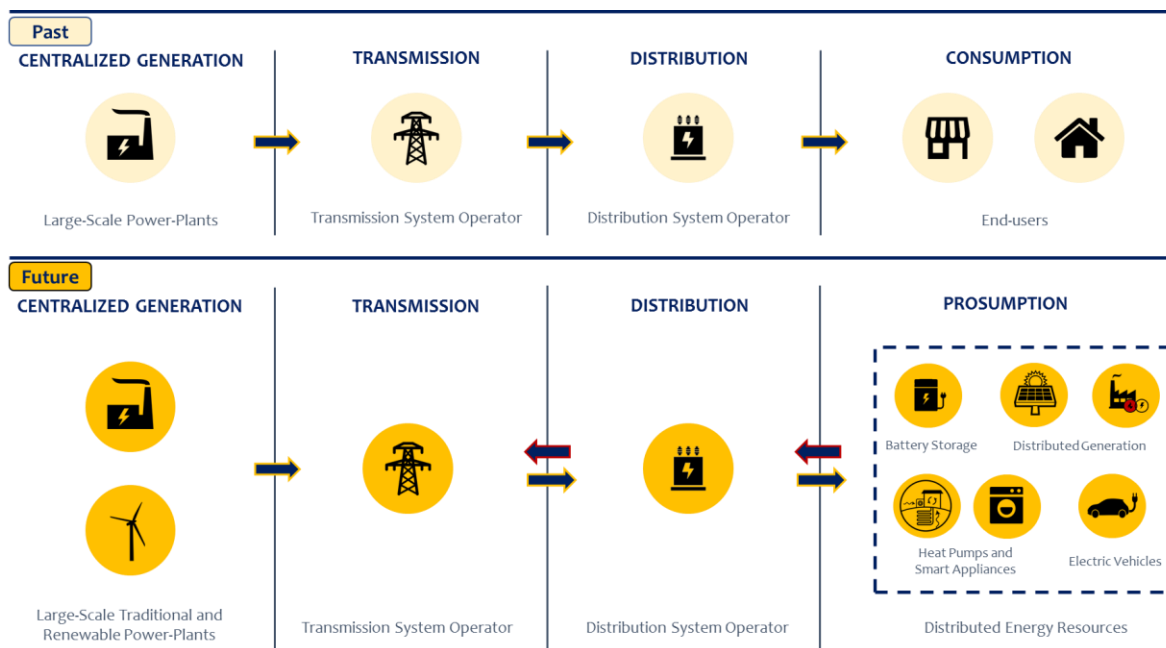 Past
CENTRALIZED GENERATION
TRANSMISSION
DISTRIBUTION
CONSUMPTION
Large-Scale Power-Plants
Transmission System Operator
Distribution System Operator
End-users
Future
CENTRALIZED GENERATION
TRANSMISSION
DISTRIBUTION
PROSUMPTION
Battery Storage
Distributed Generation
Heat Pumps and
Smart Appliances
Electric Vehicles
Large-Scale Traditional and
Renewable Power-Plants
Transmission System Operator
Distribution System Operator
Distributed Energy Resources